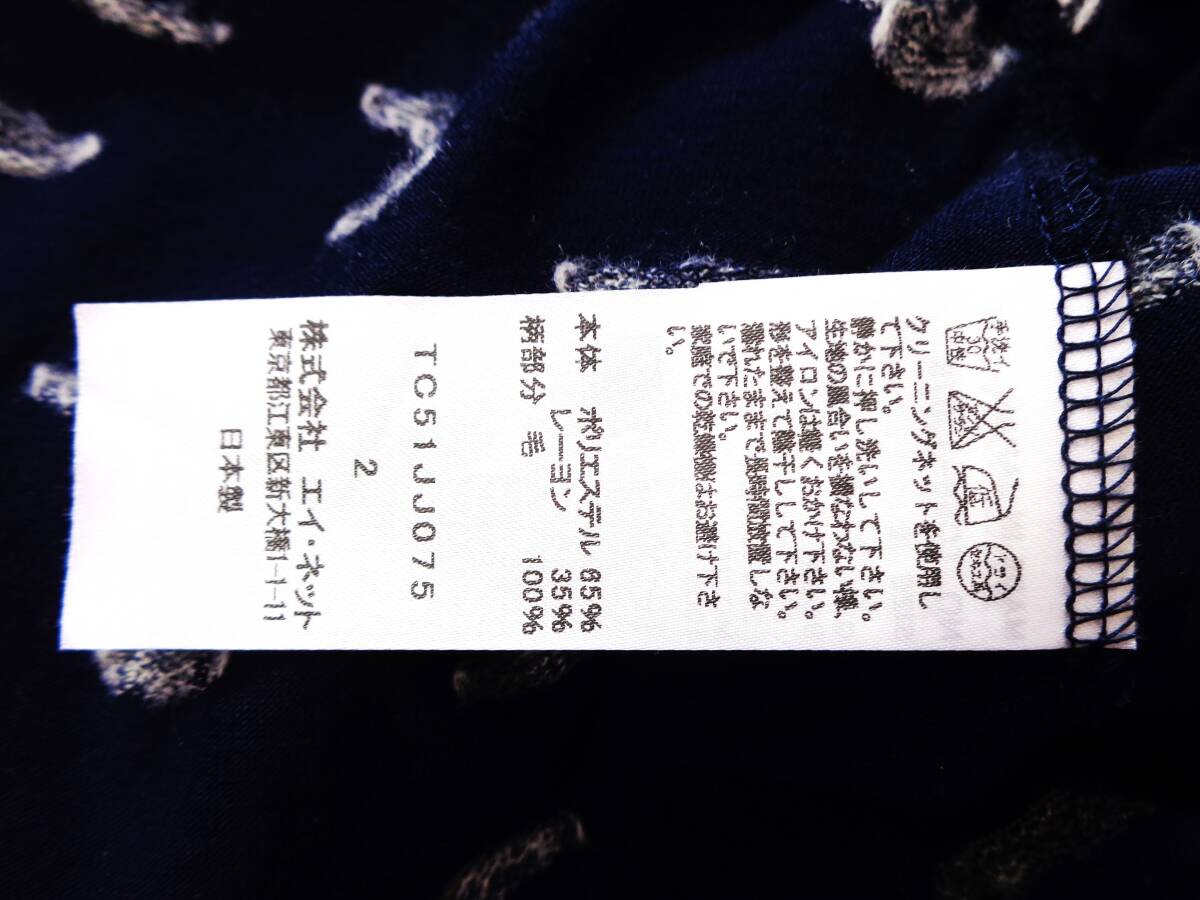 クリーニングネットを使用し
て下さい。
静かに押し洗いして下さい。
生地の風合いを損なわない様、
アイロンは軽くおかけ下さい。
形を整えて陰干しして下さい。
濡れたままで長時間放置しな
いで下さい。
家庭での乾燥機はお避け下さ
い。
本体 ポリエステル 65%
レーヨン 35%
柄部分 毛 100%
TC51JJ075
2
株式会社 エイ・ネット
東京都江東区新大橋1-1-11
日本製